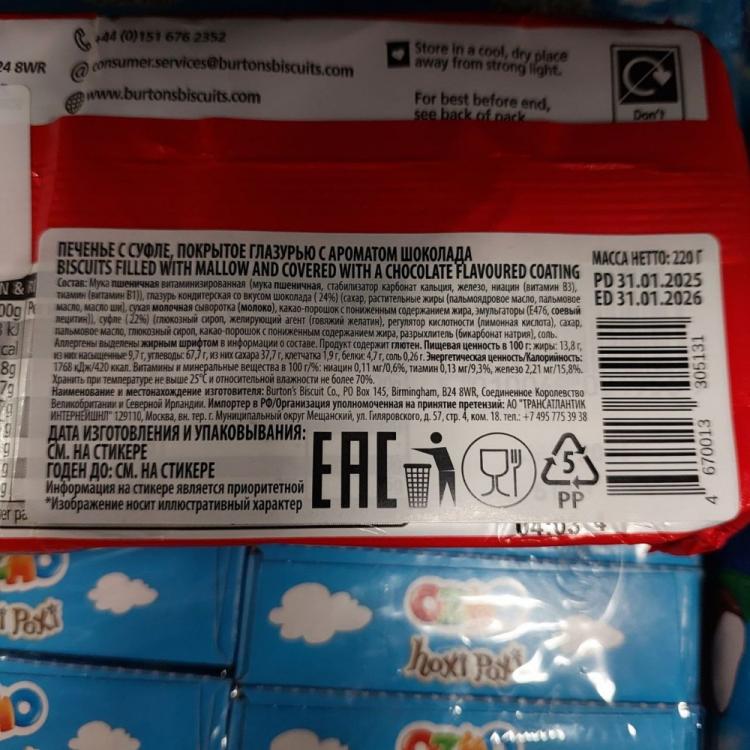 +44 (0)151 676 2352
24 8WR
consumer.services@burtonsbiscuits.com
www.burtonsbiscuits.com
Store in a cool, dry place
away from strong light.
For best before end,
see back of pack
Don't
ПЕЧЕНЬЕ С СУФЛЕ, ПОКРЫТОЕ ГЛАЗУРЬЮ С АРОМАТОМ ШОКОЛАДА
BISCUITS FILLED WITH MALLOW AND COVERED WITH A CHOCOLATE FLAVOURED COATING
Состав: Мука пшеничная витаминизированная (мука пшеничная, стабилизатор карбонат кальция, железо, ниацин (витамин В3),
тиамин (витамин В1)), глазурь кондитерская со вкусом шоколада (24%) (сахар, растительные жиры (пальмоядровое масло, пальмовое
масло, масло ши), сухая молочная сыворотка (молоко), какао-порошок с пониженным содержанием жира, эмульгаторы (Е476, соевый
лецитин)), суфле (22%) (глюкозный сироп, желирующий агент (говяжий желатин), регулятор кислотности (лимонная кислота), сахар,
пальмовое масло, глюкозный сироп, какао-порошок с пониженным содержанием жира, разрыхлитель (бикарбонат натрия), соль.
Аллергены выделены жирным шрифтом в информации о составе. Продукт содержит глютен. Пищевая ценность в 100 г: жиры: 13,8 г,
из них насыщенные 9,7 г, углеводы: 67,7 г, из них сахара 37,7 г, клетчатка 1,9 г, белки: 4,7 г, соль 0,26 г. Энергетическая ценность/Калорийность:
1768 кДж/420 ккал. Витамины и минеральные вещества в 100 г/%: ниацин 0,11 мг/0,6%, тиамин 0,13 мг/9,3%, железо 2,21 мг/15,8%.
Хранить при температуре не выше 25°С и относительной влажности не более 70%.
Наименование и местонахождение изготовителя: Burton's Biscuit Co, PO Box 145, Birmingham, B24 8WR, Соединенное Королевство
Великобритании и Северной Ирландии. Импортер в РФ/Организация уполномоченная на принятие претензий: АО "ТРАНСАТЛАНТИК
ИНТЕРНЕЙШНЛ" 129110, Москва, вн. тер. г. Муниципальный округ Мещанский, ул. Гиляровского, д. 57, стр. 4, ком. 18. тел.: +7 495 775 39 38
ДАТА ИЗГОТОВЛЕНИЯ И УПАКОВЫВАНИЯ:
СМ. НА СТИКЕРЕ
ГОДЕН ДО: СМ. НА СТИКЕРЕ
Информация на стикере является приоритетной
*Изображение носит иллюстративный характер
EAC
5
PP
МАССА НЕТТО: 220 Г
PD 31.01.2025
ED 31.01.2026
4 670013 305131
hoxi Poxi